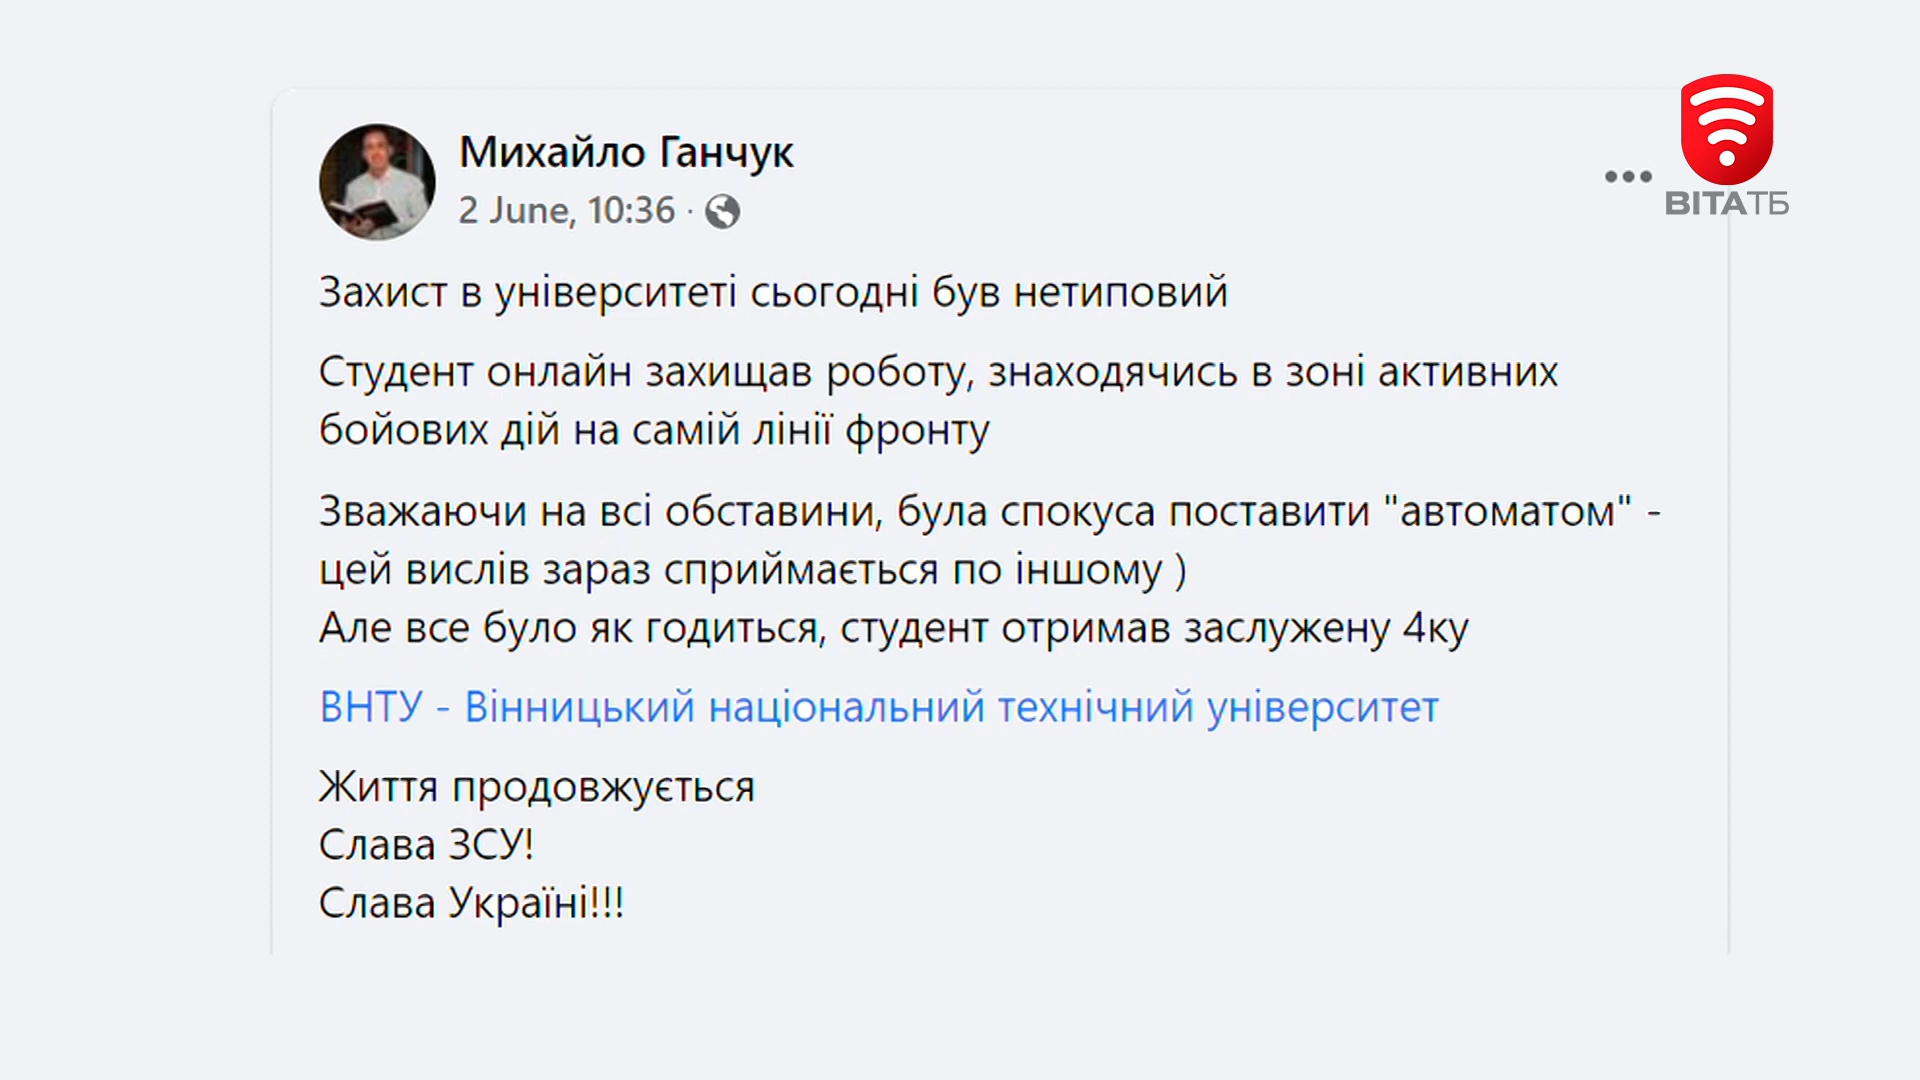 Михайло Ганчук
2 June, 10:36 ·
ВІТАТБ
Захист в університеті сьогодні був нетиповий
Студент онлайн захищав роботу, знаходячись в зоні активних
бойових дій на самій лінії фронту
Зважаючи на всі обставини, була спокуса поставити "автоматом" -
цей вислів зараз сприймається по іншому )
Але все було як годиться, студент отримав заслужену 4ку
ВНТУ - Вінницький національний технічний університет
Життя продовжується
Слава ЗСУ!
Слава Україні!!!